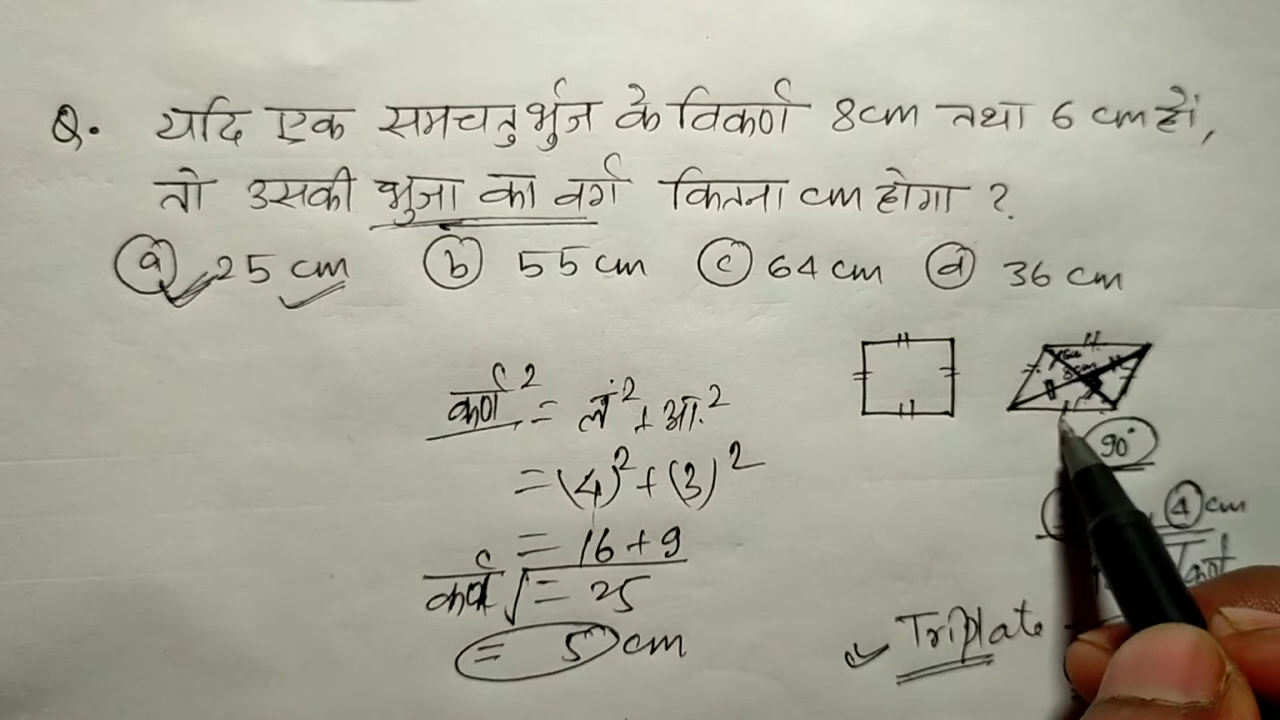 Q. यदि एक समचतुर्भुज के विकर्ण 8cm तथा 6 cm हों,
तो उसकी भुजा का वर्ग कितना cm होगा ?
(a) 25 cm (b) 55 cm (c) 64 cm (d) 36 cm
कर्ण² = लं² + आ.²
= (4)² + (3)²
= 16 + 9
कर्ण √= 25
= 5 cm
8cm
90°
4 cm
Triplate